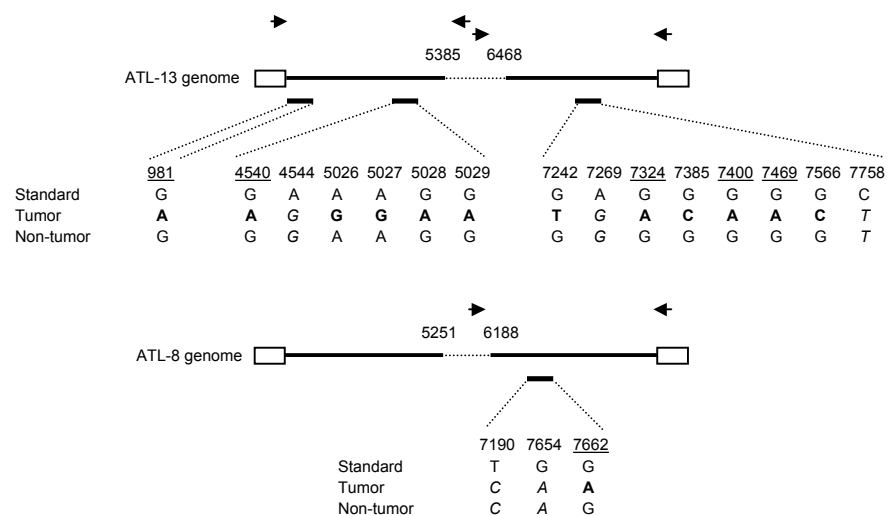 5385 6468
ATL-13 genome
981 4540 4544 5026 5027 5028 5029 7242 7269 7324 7385 7400 7469 7566 7758
Standard G G A A A G G G A G G G G G C
Tumor A A G G G A A T G A C A A C T
Non-tumor G G G A A G G G G G G G G G T
5251 6188
ATL-8 genome
7190 7654 7662
Standard T G G
Tumor C A A
Non-tumor C A G